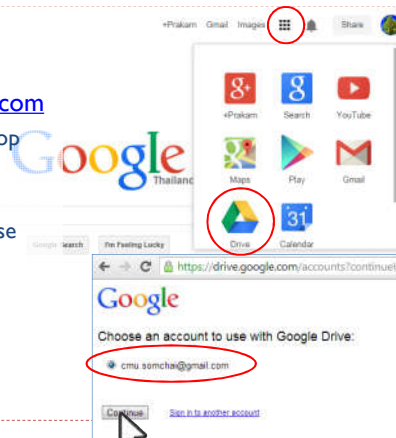 +Prakarn Gmail Images Share
.com
op
Google
Thailand
se
Google Search I'm Feeling Lucky
+Prakarn Search YouTube
Maps Play Gmail
31
Drive Calendar
https://drive.google.com/accounts?continue
Google
Choose an account to use with Google Drive:
cmu.somchai@gmail.com
Continue Sign in to another account